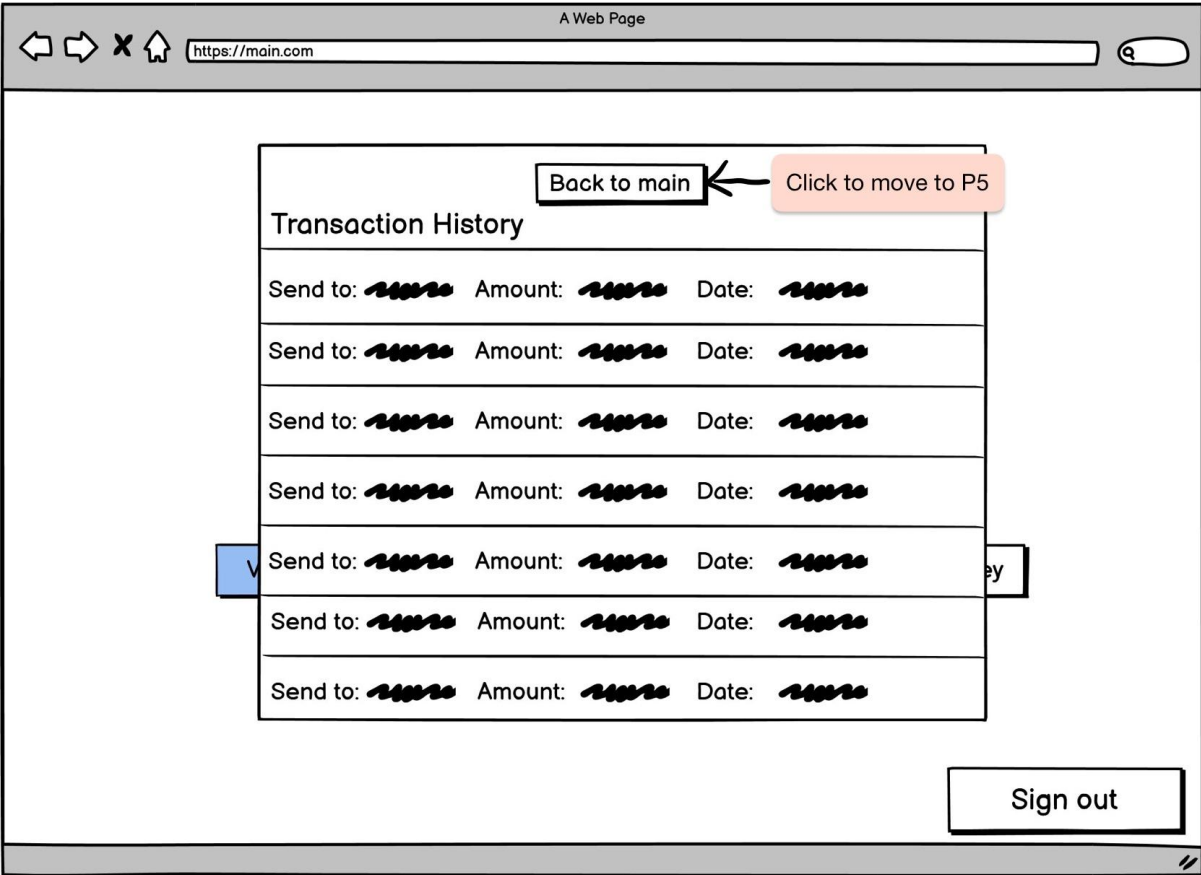 A Web Page
https://main.com
Back to main
Click to move to P5
Transaction History
Send to: Amount: Date:
Send to: Amount: Date:
Send to: Amount: Date:
Send to: Amount: Date:
Send to: Amount: Date:
Send to: Amount: Date:
Send to: Amount: Date:
Sign out